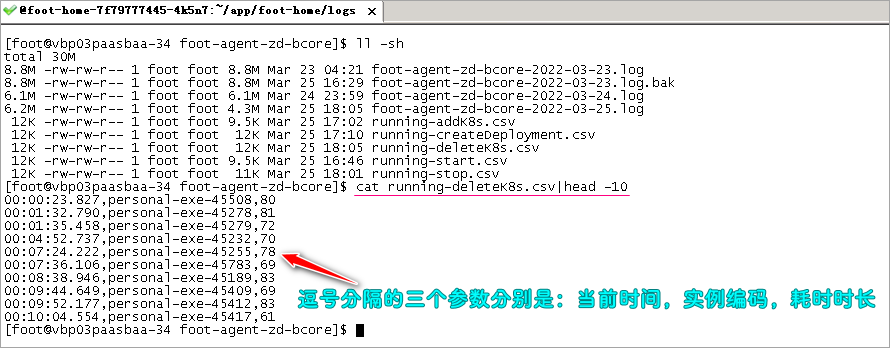 @foot-home-7f79777445-4k5n7:~/app/foot-home/logs
[foot@vbp03paasbaa-34 foot-agent-zd-bcore]$ ll -sh
total 30M
8.8M -rw-rw-r-- 1 foot foot 8.8M Mar 23 04:21 foot-agent-zd-bcore-2022-03-23.log
8.8M -rw-rw-r-- 1 foot foot 8.8M Mar 25 16:29 foot-agent-zd-bcore-2022-03-23.log.bak
6.1M -rw-rw-r-- 1 foot foot 6.1M Mar 24 23:59 foot-agent-zd-bcore-2022-03-24.log
6.2M -rw-rw-r-- 1 foot foot 4.3M Mar 25 18:05 foot-agent-zd-bcore-2022-03-25.log
12K -rw-rw-r-- 1 foot foot 9.5K Mar 25 17:02 running-addK8s.csv
12K -rw-rw-r-- 1 foot foot 12K Mar 25 17:10 running-createDeployment.csv
12K -rw-rw-r-- 1 foot foot 12K Mar 25 18:05 running-deleteK8s.csv
12K -rw-rw-r-- 1 foot foot 9.5K Mar 25 16:46 running-start.csv
12K -rw-rw-r-- 1 foot foot 11K Mar 25 18:01 running-stop.csv
[foot@vbp03paasbaa-34 foot-agent-zd-bcore]$ cat running-deleteK8s.csv|head -10
00:00:23.827,personal-exe-45508,80
00:01:32.790,personal-exe-45278,81
00:01:35.458,personal-exe-45279,72
00:04:52.737,personal-exe-45232,70
00:07:24.222,personal-exe-45255,78
00:07:36.106,personal-exe-45783,69
00:08:38.946,personal-exe-45189,83
00:09:44.649,personal-exe-45409,69
00:09:52.177,personal-exe-45412,83
00:10:04.554,personal-exe-45417,61
逗号分隔的三个参数分别是：当前时间，实例编码，耗时时长
[foot@vbp03paasbaa-34 foot-agent-zd-bcore]$